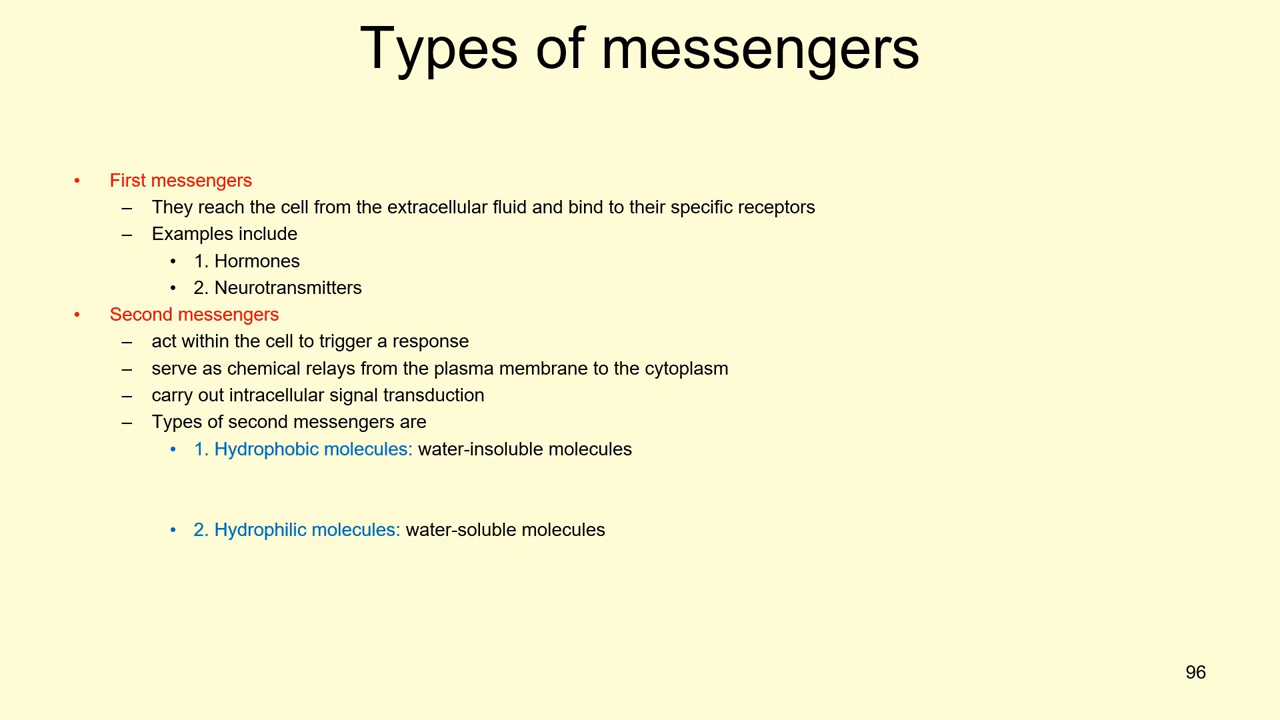 Types of messengers
• First messengers
– They reach the cell from the extracellular fluid and bind to their specific receptors
– Examples include
• 1. Hormones
• 2. Neurotransmitters
• Second messengers
– act within the cell to trigger a response
– serve as chemical relays from the plasma membrane to the cytoplasm
– carry out intracellular signal transduction
– Types of second messengers are
• 1. Hydrophobic molecules: water-insoluble molecules
• 2. Hydrophilic molecules: water-soluble molecules
96